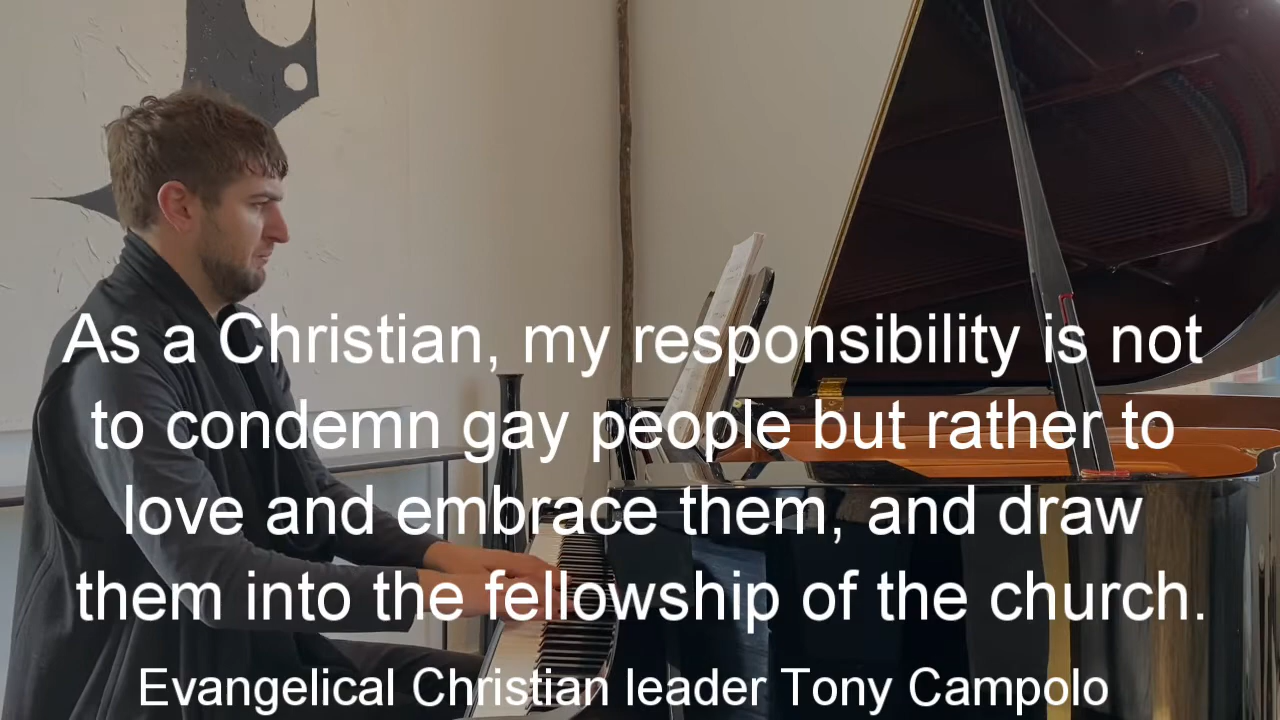 As a Christian, my responsibility is not
to condemn gay people but rather to
love and embrace them, and draw
them into the fellowship of the church.
Evangelical Christian leader Tony Campolo